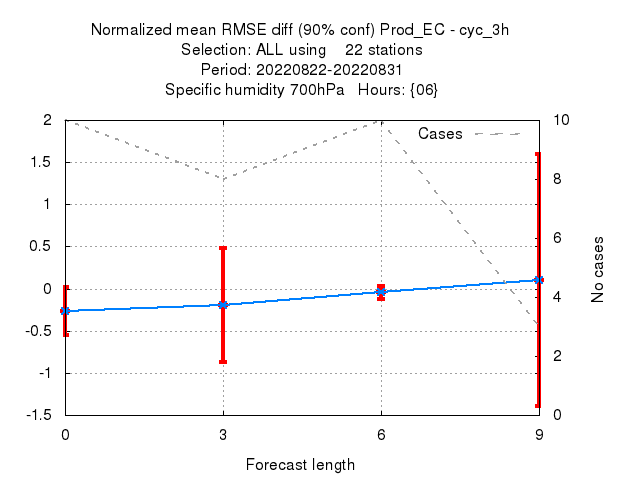 Normalized mean RMSE diff (90% conf) Prod_EC - cyc_3h
Selection: ALL using    22 stations
Period: 20220822-20220831
Specific humidity 700hPa   Hours: {06}
Cases
2
1.5
1
0.5
0
-0.5
-1
-1.5
10
8
6
4
2
0
No cases
0 3 6 9
Forecast length